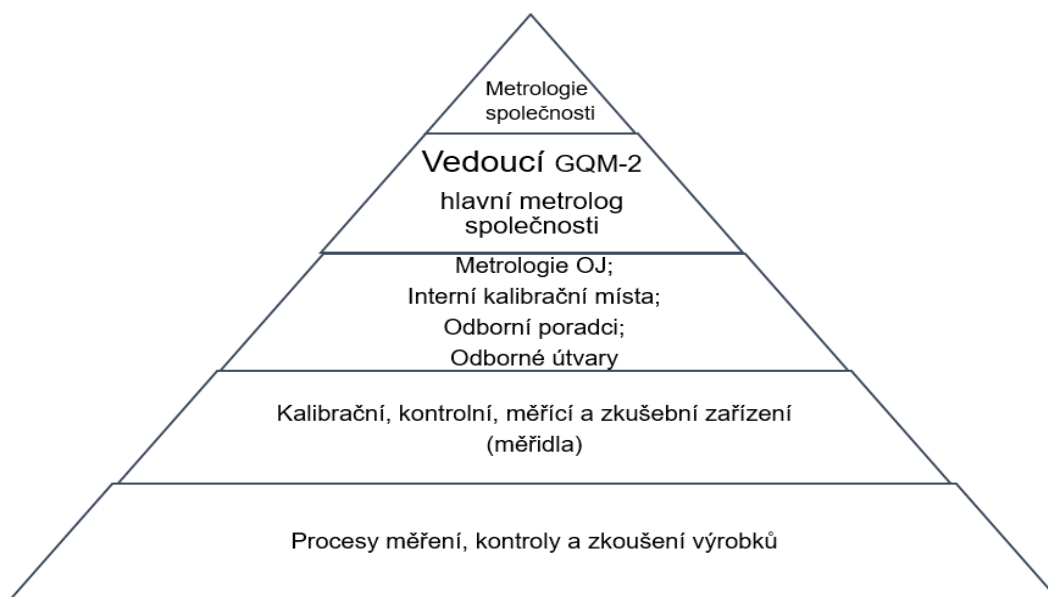 Metrologie
společnosti
Vedoucí GQM-2
hlavní metrolog
společnosti
Metrologie OJ;
Interní kalibrační místa;
Odborní poradci;
Odborné útvary
Kalibrační, kontrolní, měřící a zkušební zařízení
(měřidla)
Procesy měření, kontroly a zkoušení výrobků